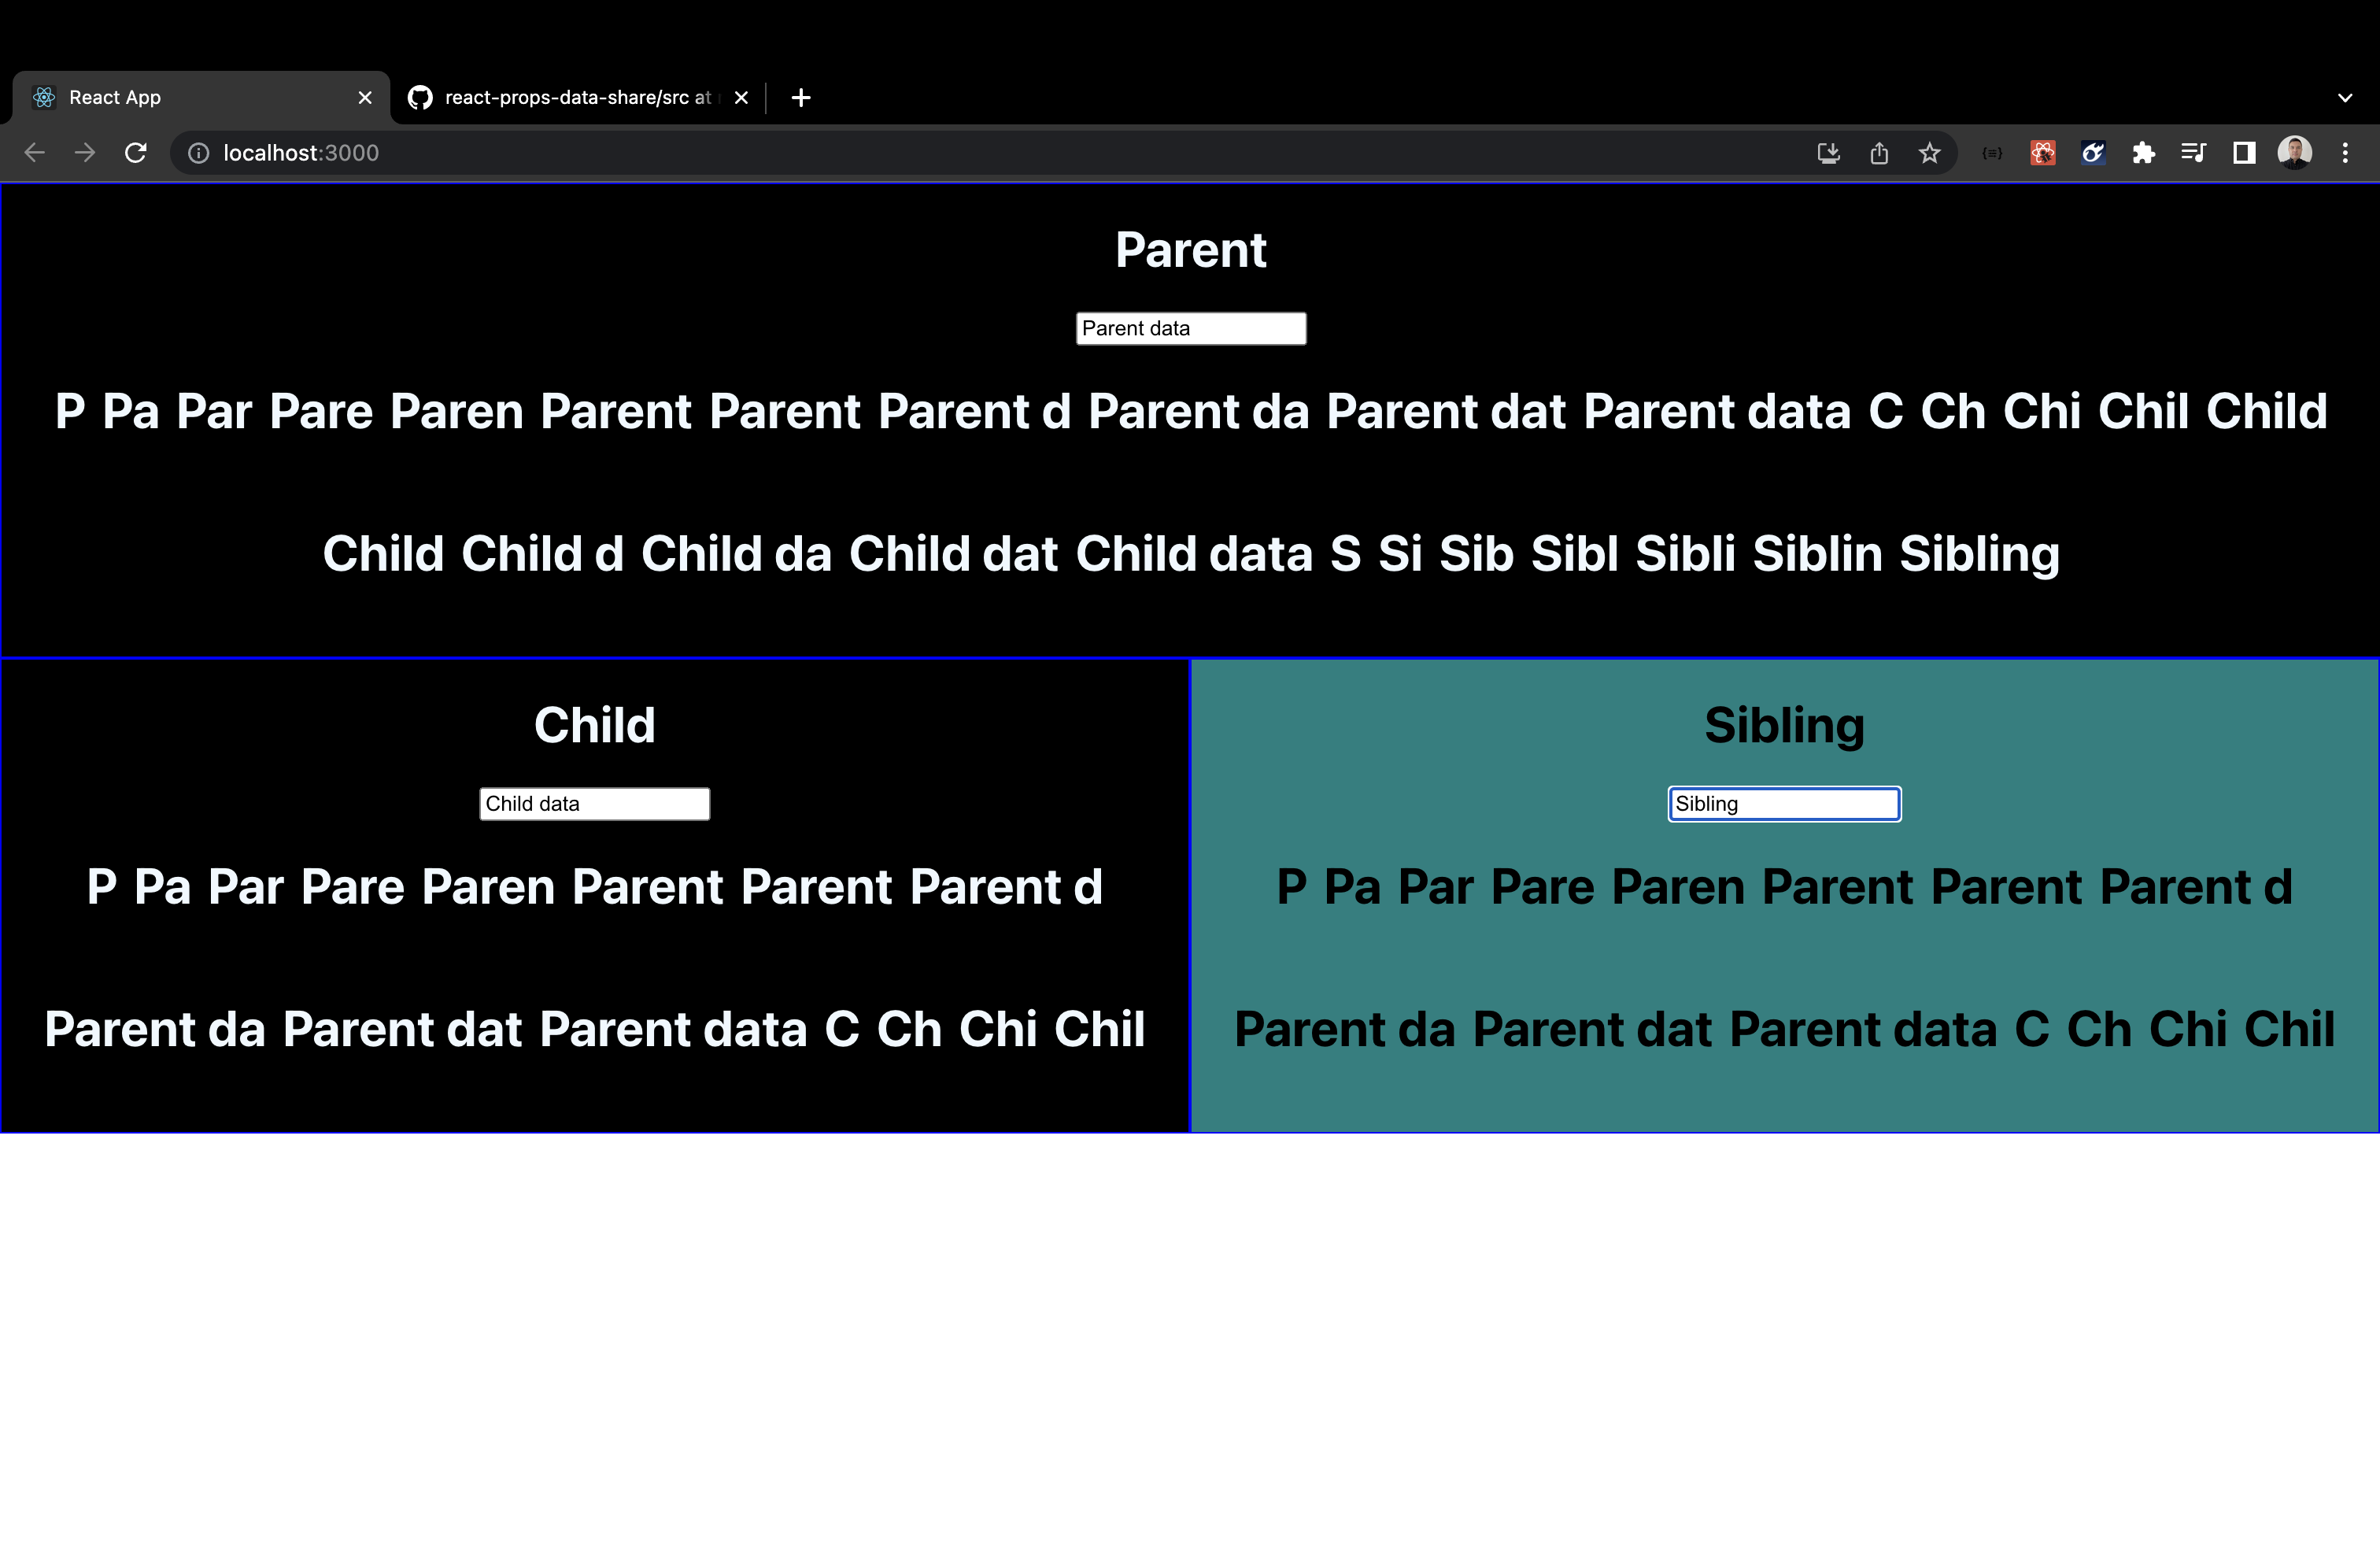 React App
react-props-data-share/src at
localhost:3000
Parent
Parent data
P Pa Par Pare Paren Parent Parent Parent d Parent da Parent dat Parent data C Ch Chi Chil Child
Child Child d Child da Child dat Child data S Si Sib Sibl Sibli Siblin Sibling
Child
Child data
P Pa Par Pare Paren Parent Parent Parent d
Parent da Parent dat Parent data C Ch Chi Chil
Sibling
Sibling
P Pa Par Pare Paren Parent Parent Parent d
Parent da Parent dat Parent data C Ch Chi Chil